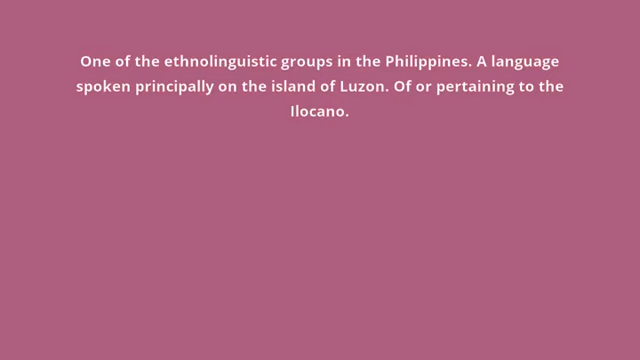 One of the ethnolinguistic groups in the Philippines. A language
spoken principally on the island of Luzon. Of or pertaining to the
Ilocano.